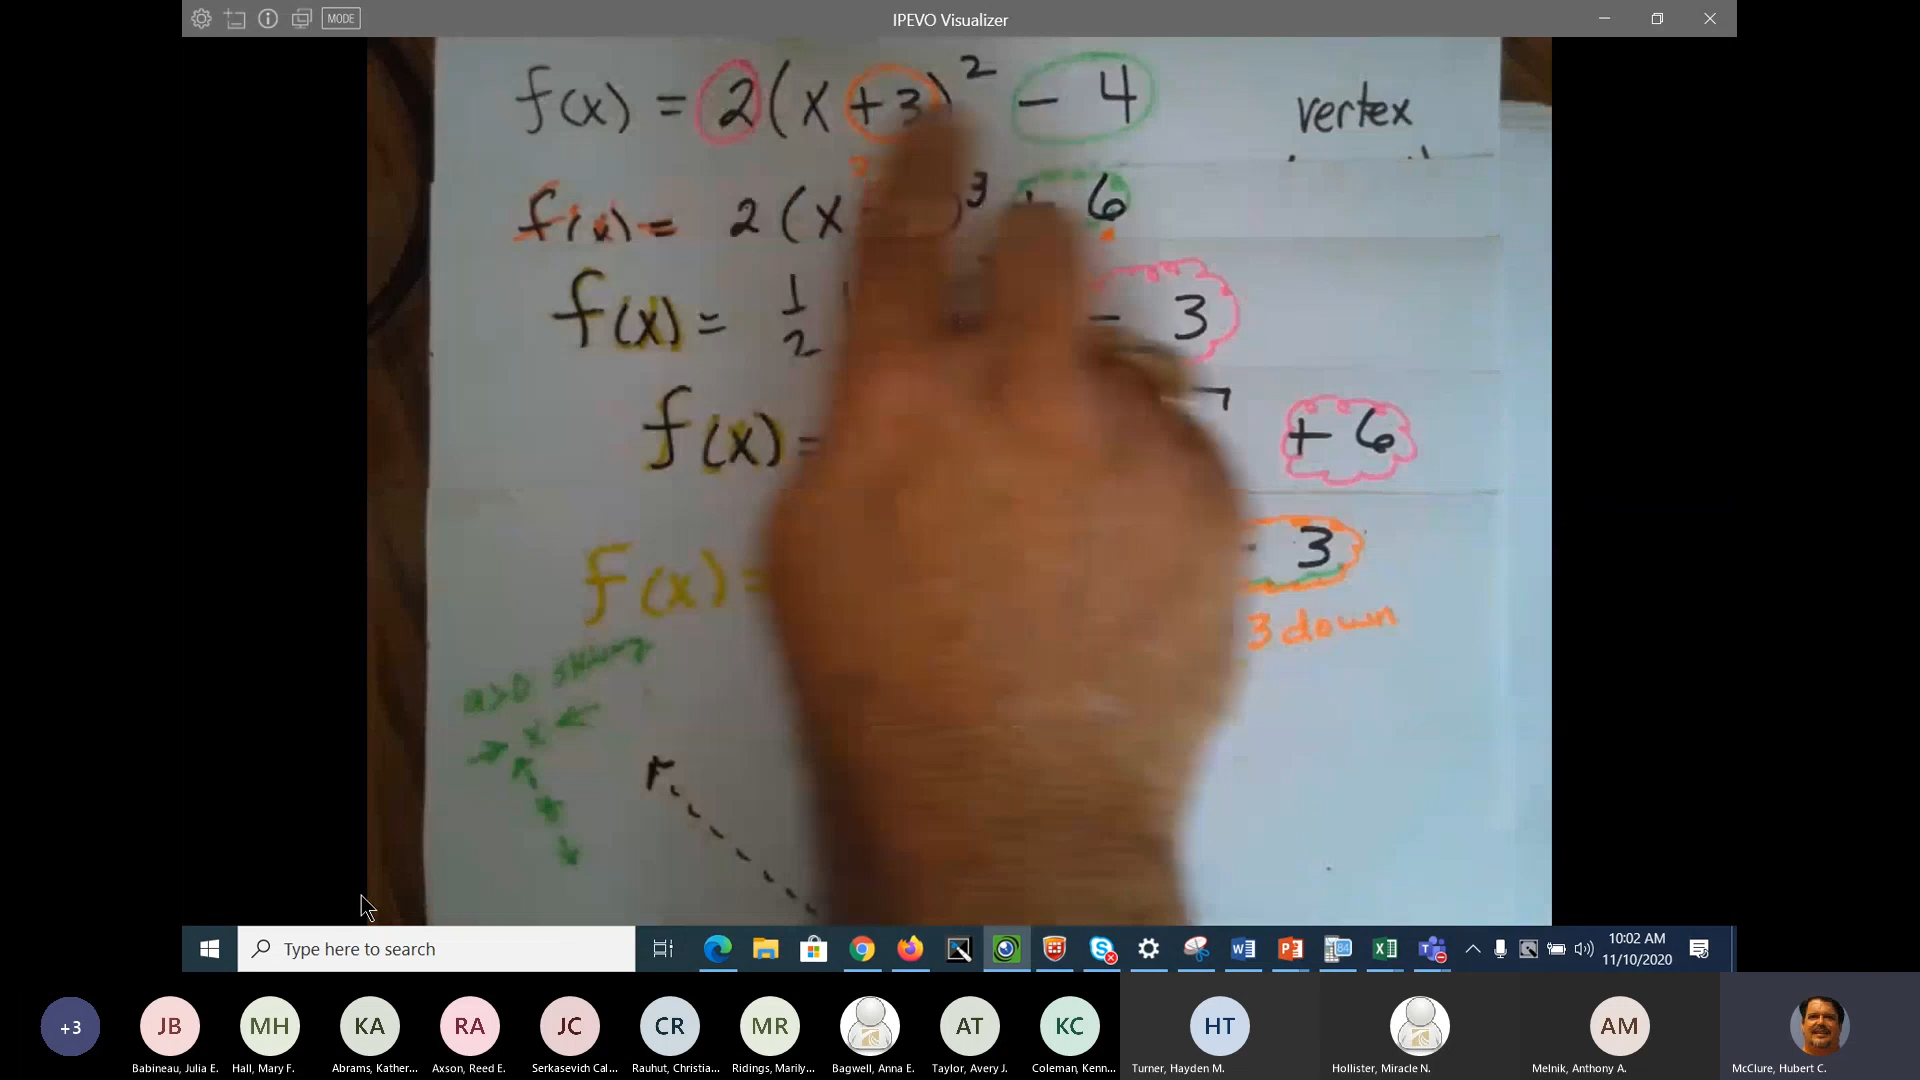 IPEVO Visualizer
MODE
f(x) = 2(x + 3)² - 4
vertex
f(x) = 2(x )³ + 6
f(x) = 1/2 - 3
f(x) = + 6
f(x) = - 3
3 down
a>0
Type here to search
10:02 AM
11/10/2020
+3
JB
MH
KA
RA
JC
CR
MR
AT
KC
HT
AM
Babineau, Julia E.
Hall, Mary F.
Abrams, Kather...
Axson, Reed E.
Serkasevich Cal...
Rauhut, Christia...
Ridings, Marily...
Bagwell, Anna E.
Taylor, Avery J.
Coleman, Kenn...
Turner, Hayden M.
Hollister, Miracle N.
Melnik, Anthony A.
McClure, Hubert C.